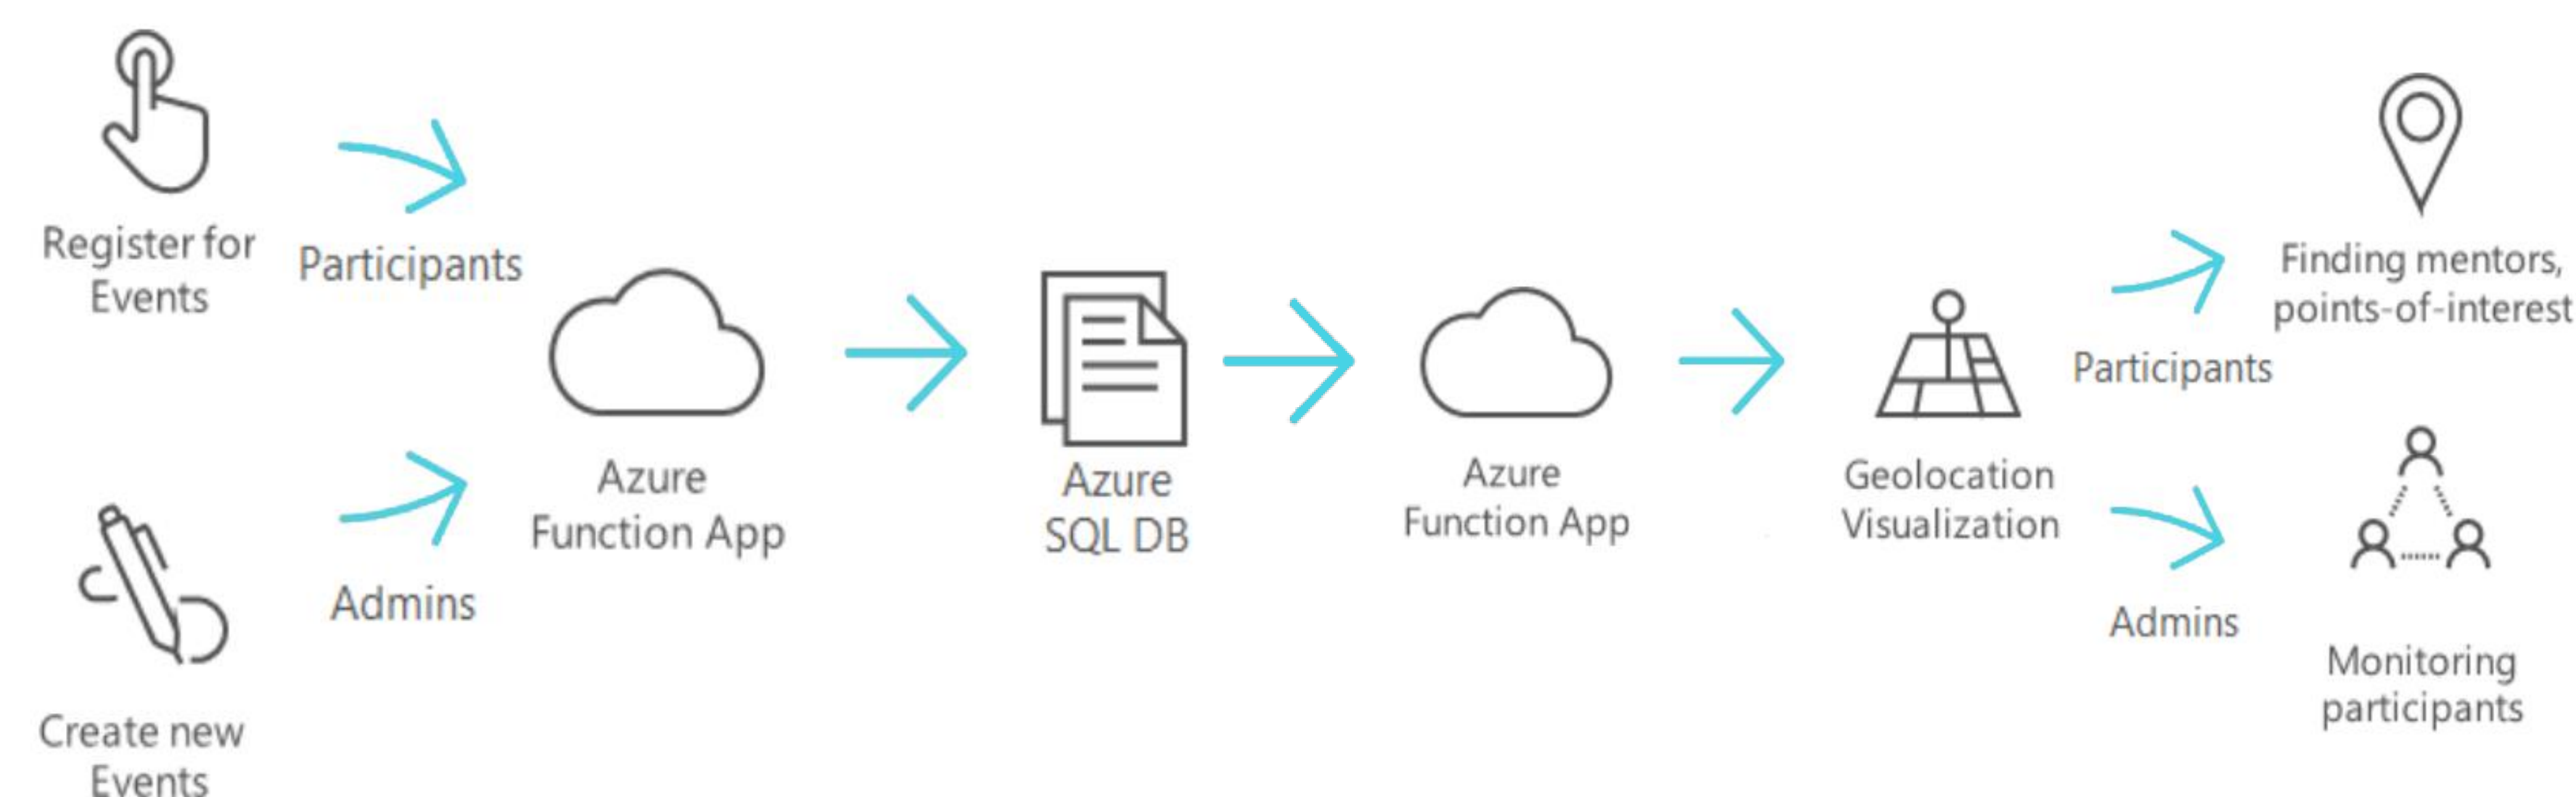 Register for
Events
Participants
Create new
Events
Admins
Azure
Function App
Azure
SQL DB
Azure
Function App
Geolocation
Visualization
Participants
Finding mentors,
points-of-interest
Admins
Monitoring
participants